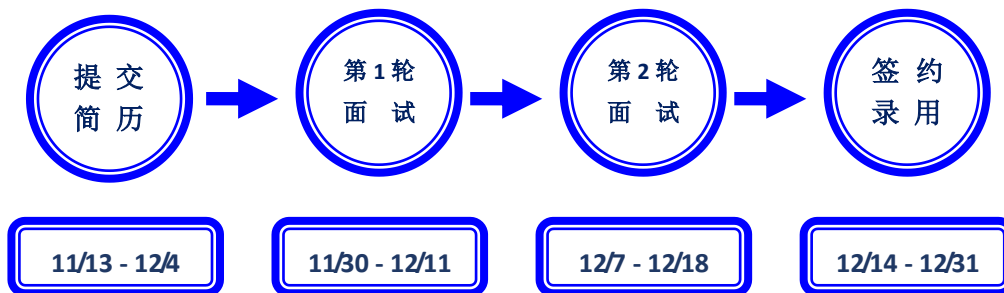 提 交
简 历
第 1 轮
面 试
第 2 轮
面 试
签 约
录 用
11/13 - 12/4
11/30 - 12/11
12/7 - 12/18
12/14 - 12/31